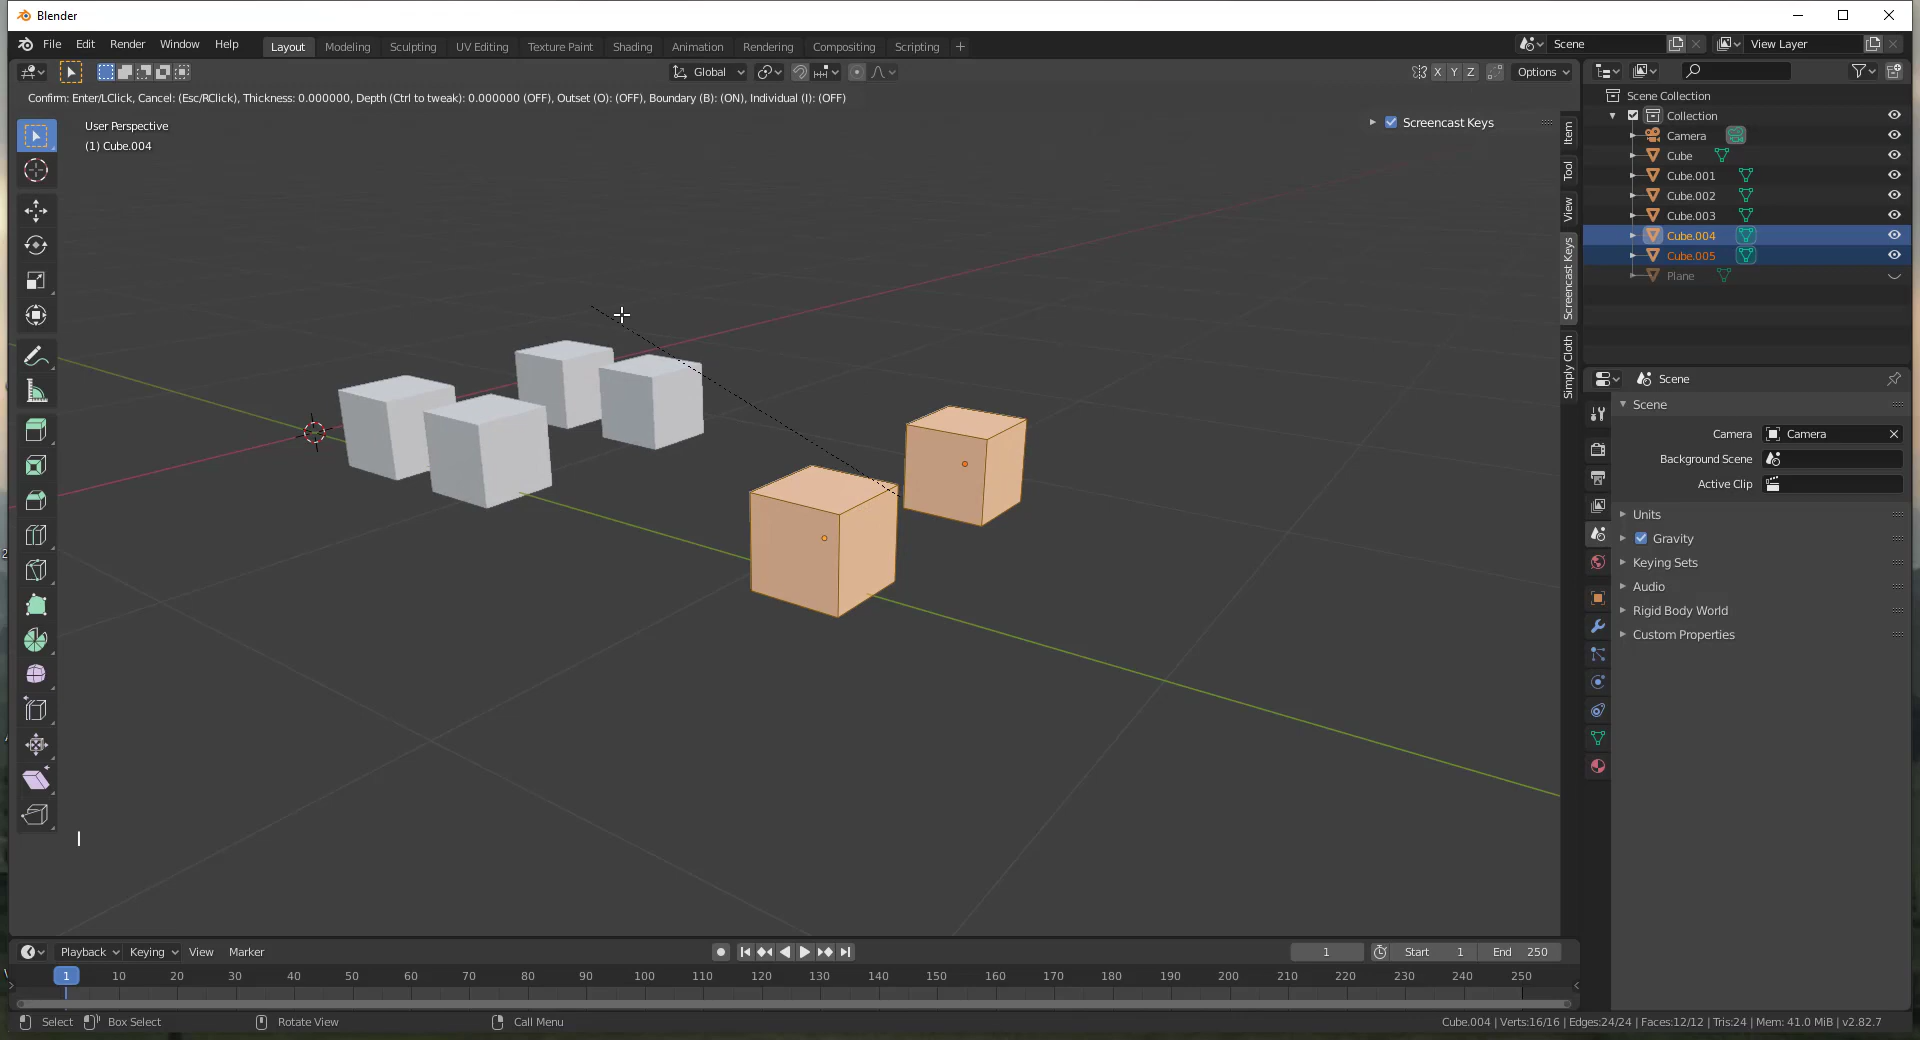 Blender
File Edit Render Window Help Layout Modeling Sculpting UV Editing Texture Paint Shading Animation Rendering Compositing Scripting + Scene View Layer
Global X Y Z Options
Confirm: Enter/LClick, Cancel: (Esc/RClick), Thickness: 0.000000, Depth (Ctrl to tweak): 0.000000 (OFF), Outset (O): (OFF), Boundary (B): (ON), Individual (I): (OFF)
User Perspective
(1) Cube.004
Screencast Keys
Item
Tool
View
Screencast Keys
Simply Cloth
I
Scene Collection
Collection
Camera
Cube
Cube.001
Cube.002
Cube.003
Cube.004
Cube.005
Plane
Scene
Scene
Camera Camera
Background Scene
Active Clip
Units
Gravity
Keying Sets
Audio
Rigid Body World
Custom Properties
Playback Keying View Marker 1 Start 1 End 250
1 10 20 30 40 50 60 70 80 90 100 110 120 130 140 150 160 170 180 190 200 210 220 230 240 250
Select Box Select Rotate View Call Menu Cube.004 | Verts:16/16 | Edges:24/24 | Faces:12/12 | Tris:24 | Mem: 41.0 MiB | v2.82.7